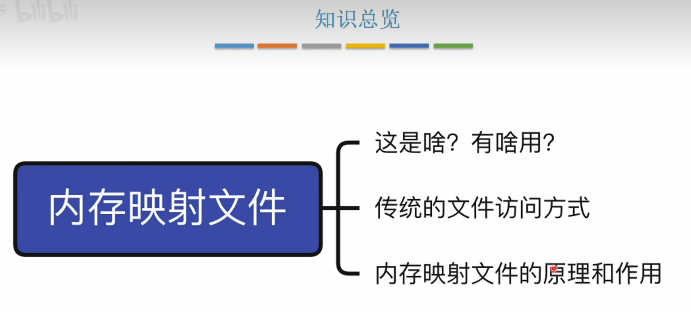 bilibili
知识总览
内存映射文件
这是啥？有啥用？
传统的文件访问方式
内存映射文件的原理和作用